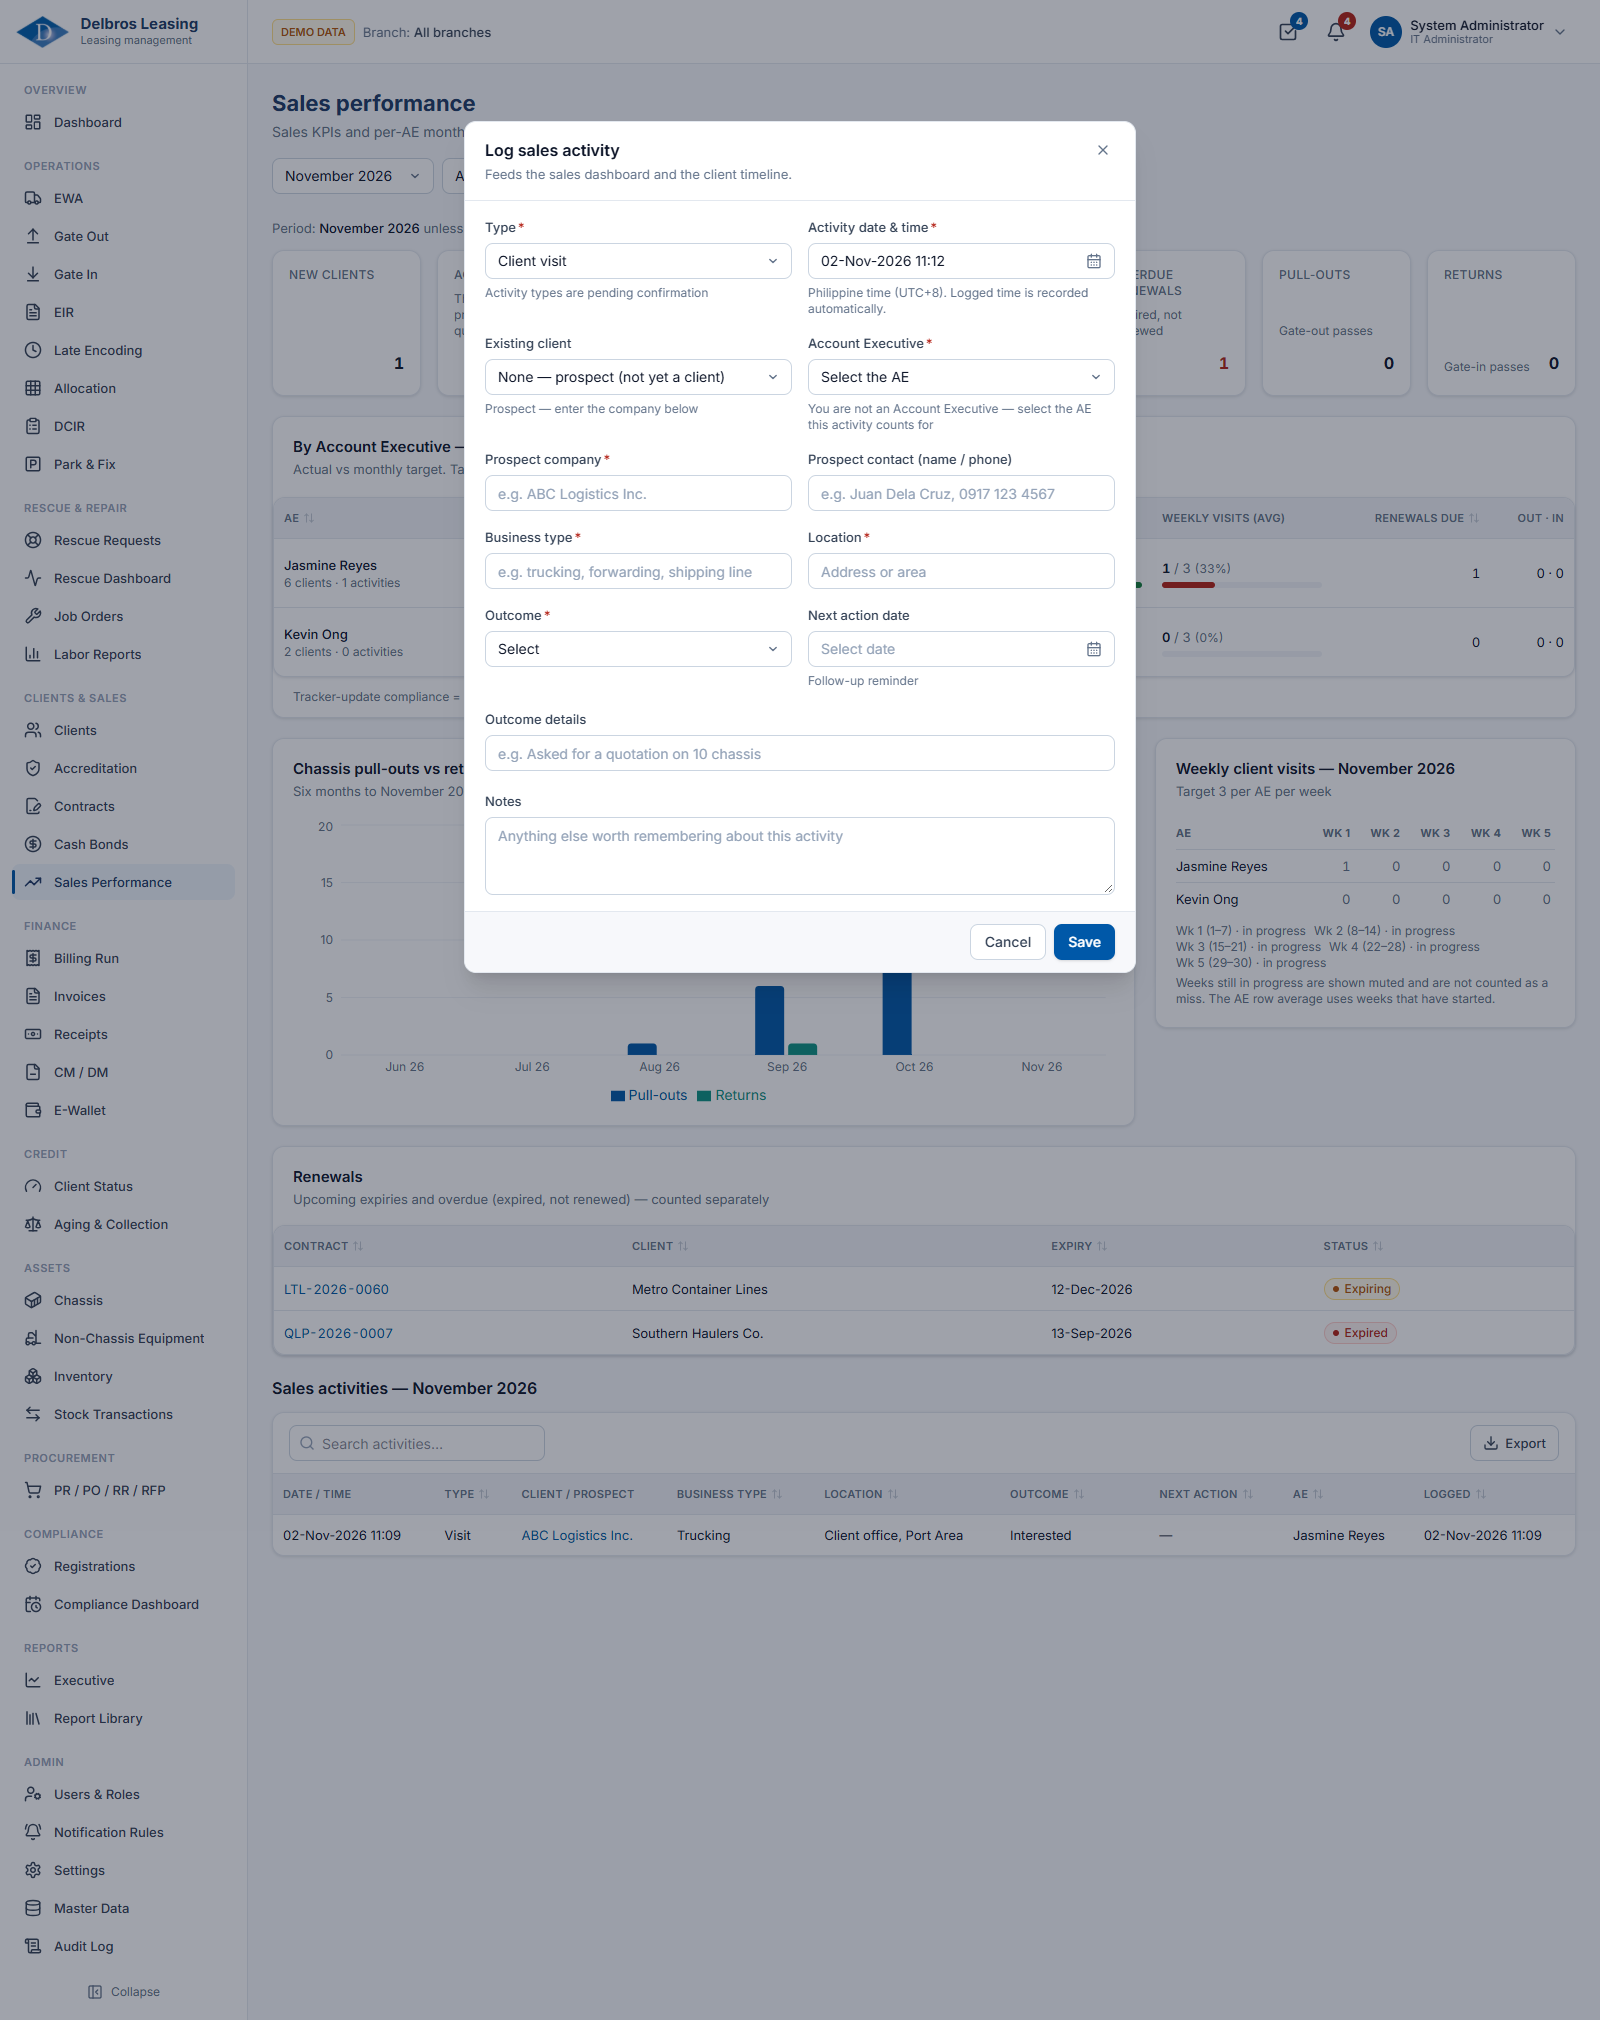 Delbros Leasing
Leasing management
DEMO DATA
Branch: All branches
4
4
SA
System Administrator
IT Administrator
OVERVIEW
Dashboard
OPERATIONS
EWA
Gate Out
Gate In
EIR
Late Encoding
Allocation
DCIR
Park & Fix
RESCUE & REPAIR
Rescue Requests
Rescue Dashboard
Job Orders
Labor Reports
CLIENTS & SALES
Clients
Accreditation
Contracts
Cash Bonds
Sales Performance
FINANCE
Billing Run
Invoices
Receipts
CM / DM
E-Wallet
CREDIT
Client Status
Aging & Collection
ASSETS
Chassis
Non-Chassis Equipment
Inventory
Stock Transactions
PROCUREMENT
PR / PO / RR / RFP
COMPLIANCE
Registrations
Compliance Dashboard
REPORTS
Executive
Report Library
ADMIN
Users & Roles
Notification Rules
Settings
Master Data
Audit Log
Collapse
Sales performance
Sales KPIs and per-AE month
November 2026
Period: November 2026 unless
NEW CLIENTS
1
1
PULL-OUTS
Gate-out passes
0
RETURNS
Gate-in passes
0
By Account Executive —
Actual vs monthly target. Ta
AE
WEEKLY VISITS (AVG)
RENEWALS DUE
OUT · IN
Jasmine Reyes
6 clients · 1 activities
1 / 3 (33%)
1
0 · 0
Kevin Ong
2 clients · 0 activities
0 / 3 (0%)
0
0 · 0
Tracker-update compliance =
Log sales activity
Feeds the sales dashboard and the client timeline.
Type *
Client visit
Activity types are pending confirmation
Activity date & time *
02-Nov-2026 11:12
Philippine time (UTC+8). Logged time is recorded
automatically.
Existing client
None — prospect (not yet a client)
Prospect — enter the company below
Account Executive *
Select the AE
You are not an Account Executive — select the AE
this activity counts for
Prospect company *
e.g. ABC Logistics Inc.
Prospect contact (name / phone)
e.g. Juan Dela Cruz, 0917 123 4567
Business type *
e.g. trucking, forwarding, shipping line
Location *
Address or area
Outcome *
Select
Next action date
Select date
Follow-up reminder
Outcome details
e.g. Asked for a quotation on 10 chassis
Notes
Anything else worth remembering about this activity
Cancel
Save
Chassis pull-outs vs ret
Six months to November 20
20
15
10
5
0
Jun 26
Jul 26
Aug 26
Sep 26
Oct 26
Nov 26
Pull-outs
Returns
Weekly client visits — November 2026
Target 3 per AE per week
AE WK 1 WK 2 WK 3 WK 4 WK 5
Jasmine Reyes 1 0 0 0 0
Kevin Ong 0 0 0 0 0
Wk 1 (1–7) · in progress Wk 2 (8–14) · in progress
Wk 3 (15–21) · in progress Wk 4 (22–28) · in progress
Wk 5 (29–30) · in progress
Weeks still in progress are shown muted and are not counted as a
miss. The AE row average uses weeks that have started.
Renewals
Upcoming expiries and overdue (expired, not renewed) — counted separately
CONTRACT CLIENT EXPIRY STATUS
LTL-2026-0060 Metro Container Lines 12-Dec-2026 Expiring
QLP-2026-0007 Southern Haulers Co. 13-Sep-2026 Expired
Sales activities — November 2026
Search activities...
Export
DATE / TIME TYPE CLIENT / PROSPECT BUSINESS TYPE LOCATION OUTCOME NEXT ACTION AE LOGGED
02-Nov-2026 11:09 Visit ABC Logistics Inc. Trucking Client office, Port Area Interested — Jasmine Reyes 02-Nov-2026 11:09